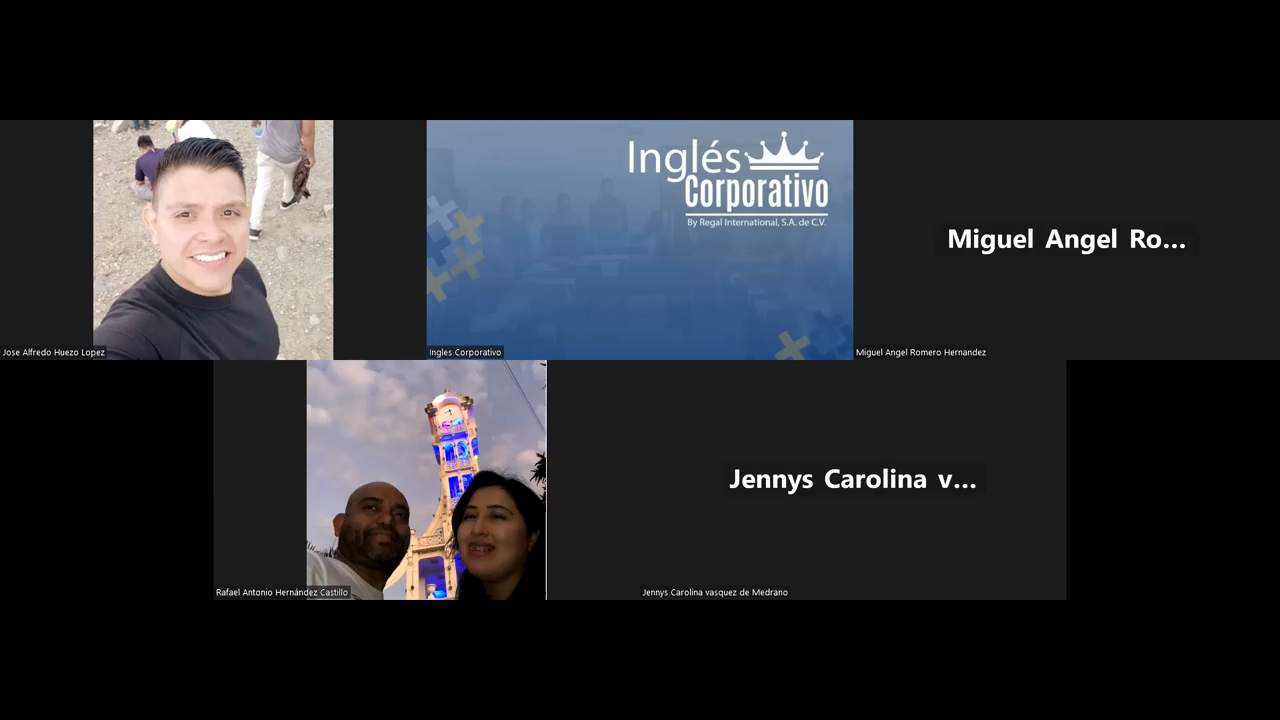 Inglés
Corporativo
By Regal International, S.A. de C.V.
Miguel Angel Ro...
Jose Alfredo Huezo Lopez
Ingles Corporativo
Miguel Angel Romero Hernandez
Jennys Carolina v...
Rafael Antonio Hernández Castillo
Jennys Carolina vasquez de Medrano